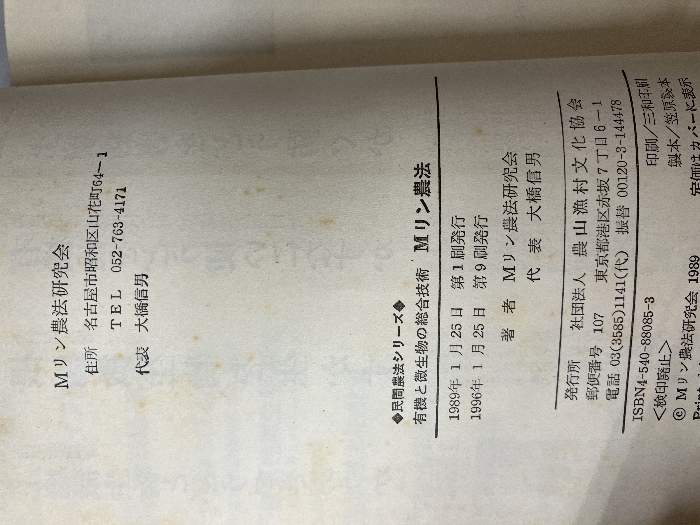 Mリン農法研究会
住所 名古屋市昭和区山花町64―1
TEL 052-763-4171
代表 大橋信男
◆民間農法シリーズ◆
有機と微生物の総合技術 Mリン農法
1989年 1月25日 第1刷発行
1996年 1月25日 第9刷発行
著者 Mリン農法研究会
代表 大橋信男
発行所 社団法人 農山漁村文化協会
郵便番号 107 東京都港区赤坂7丁目6―1
電話 03(3585)1141(代) 振替 00120-3-144478
ISBN4-540-88085-3 印刷/三和印刷
<検印廃止> 製本/笠原製本
© Mリン農法研究会 1989 定価はカバーに表示